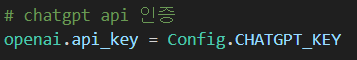 # chatgpt api 인증
openai.api_key = Config.CHATGPT_KEY